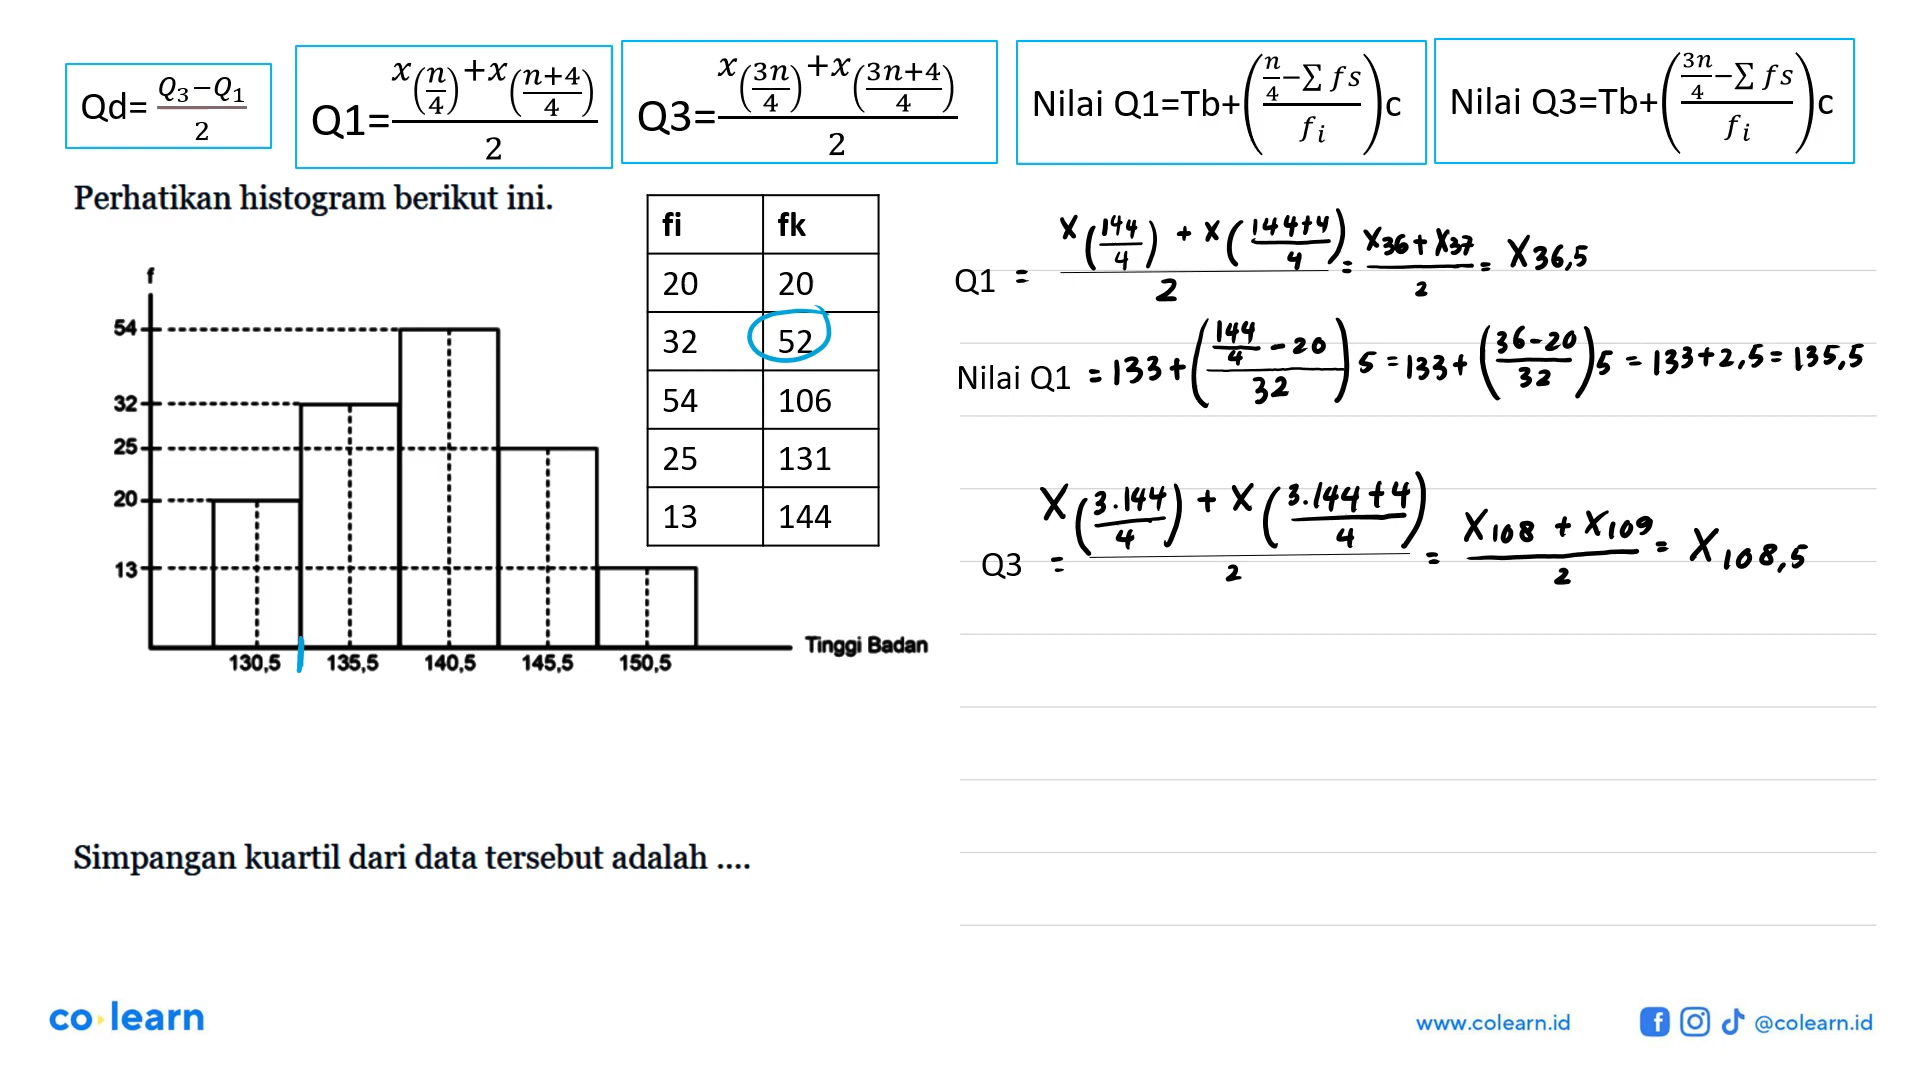 Qd= Q₃−Q₁ / 2
Q1= x(n/4)+x((n+4)/4) / 2
Q3= x(3n/4)+x((3n+4)/4) / 2
Nilai Q1=Tb+((n/4−∑ fs)/fᵢ)c
Nilai Q3=Tb+((3n/4−∑ fs)/fᵢ)c
Perhatikan histogram berikut ini.
f
54
32
25
20
13
130,5 135,5 140,5 145,5 150,5
Tinggi Badan
fi fk
20 20
32 52
54 106
25 131
13 144
Q1 = x(144/4) + x((144+4)/4) / 2 = x36 + x37 / 2 = x36,5
Nilai Q1 = 133+((144/4 − 20)/32) 5 = 133+((36−20)/32) 5 = 133+2,5 = 135,5
Q3 = x(3.144/4) + x((3.144+4)/4) / 2 = x108 + x109 / 2 = x108,5
Simpangan kuartil dari data tersebut adalah ....
co learn
www.colearn.id
@colearn.id